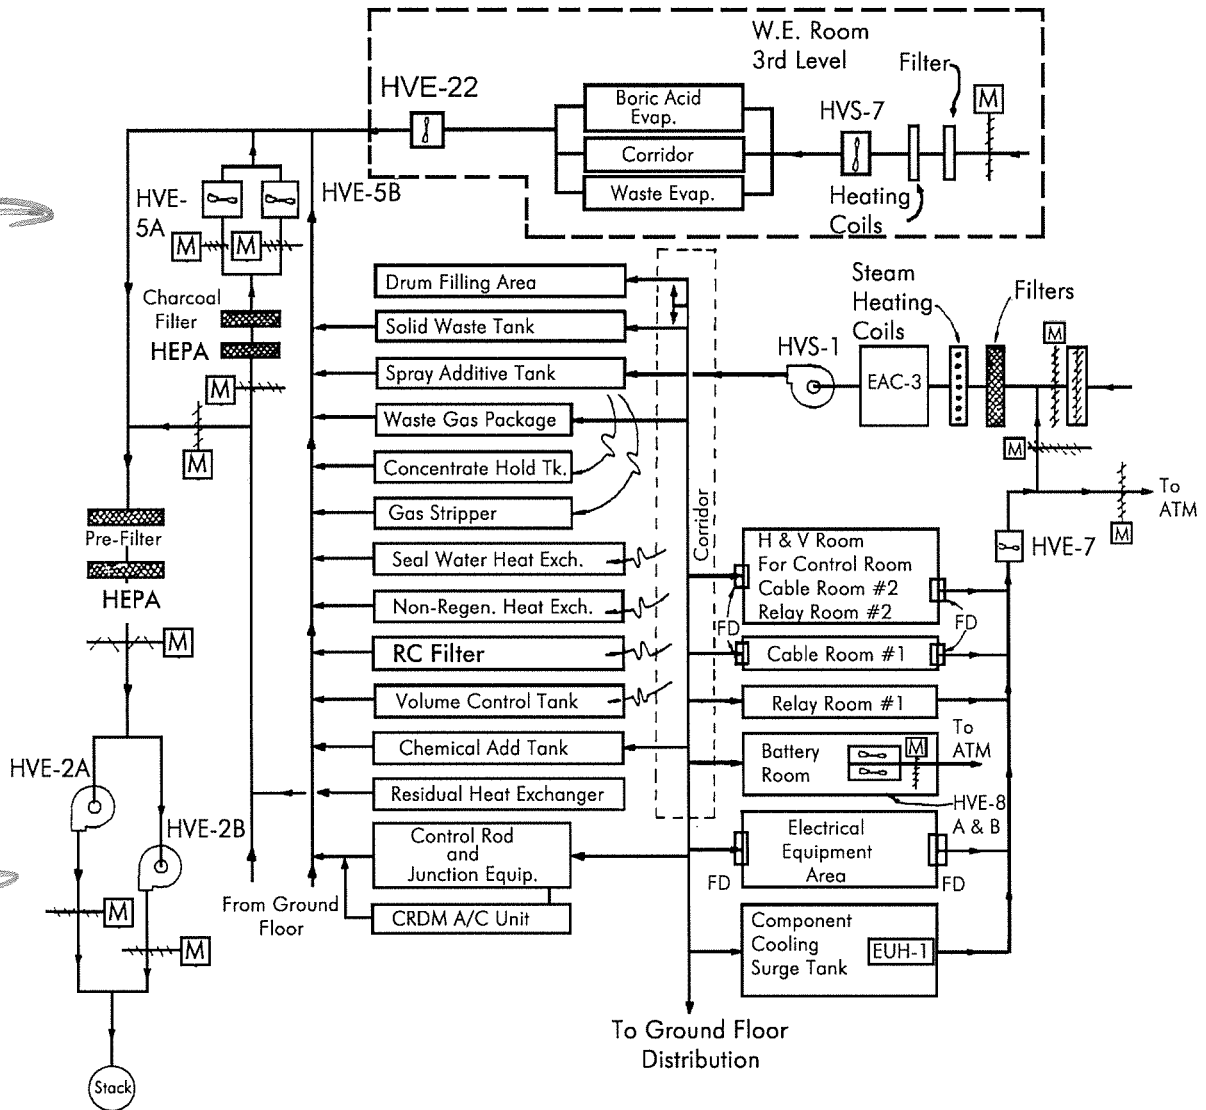 W.E. Room
3rd Level
Filter
M
HVE-22
Boric Acid
Evap.
HVS-7
Corridor
Waste Evap.
Heating
Coils
HVE-
5A
HVE-5B
M
M
Charcoal
Filter
HEPA
M
M
Drum Filling Area
Solid Waste Tank
Spray Additive Tank
Waste Gas Package
Concentrate Hold Tk.
Gas Stripper
Seal Water Heat Exch.
Non-Regen. Heat Exch.
RC Filter
Volume Control Tank
Chemical Add Tank
Residual Heat Exchanger
Control Rod
and
Junction Equip.
CRDM A/C Unit
Corridor
Steam
Heating
Coils
Filters
M
HVS-1
EAC-3
M
To
ATM
M
HVE-7
H & V Room
For Control Room
Cable Room #2
Relay Room #2
FD
FD
Cable Room #1
Relay Room #1
Battery
Room
M
To
ATM
HVE-8
A & B
Electrical
Equipment
Area
FD
FD
Component
Cooling
Surge Tank
EUH-1
To Ground Floor
Distribution
Pre-Filter
HEPA
M
HVE-2A
HVE-2B
From Ground
Floor
M
M
Stack